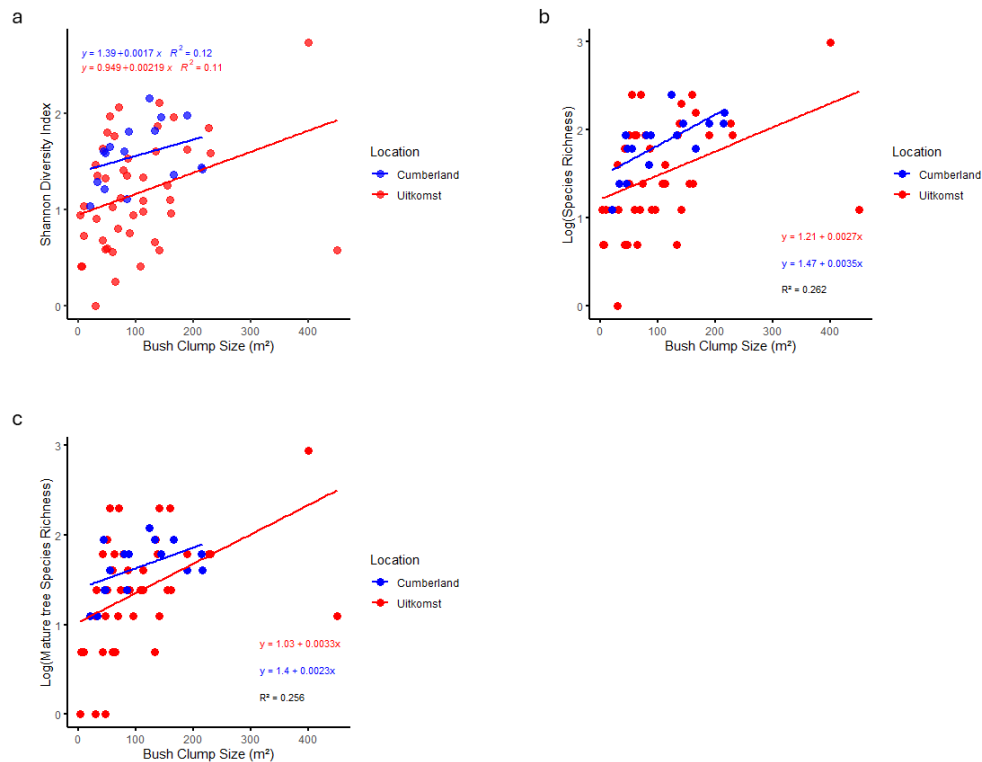 a
y = 1.39+0.0017 x R² = 0.12
y = 0.949+0.00219 x R² = 0.11
Shannon Diversity Index
2
1
0
0 100 200 300 400
Bush Clump Size (m²)
Location
Cumberland
Uitkomst
b
Log(Species Richness)
3
2
1
0
y = 1.21 + 0.0027x
y = 1.47 + 0.0035x
R² = 0.262
0 100 200 300 400
Bush Clump Size (m²)
Location
Cumberland
Uitkomst
c
Log(Mature tree Species Richness)
3
2
1
0
y = 1.03 + 0.0033x
y = 1.4 + 0.0023x
R² = 0.256
0 100 200 300 400
Bush Clump Size (m²)
Location
Cumberland
Uitkomst